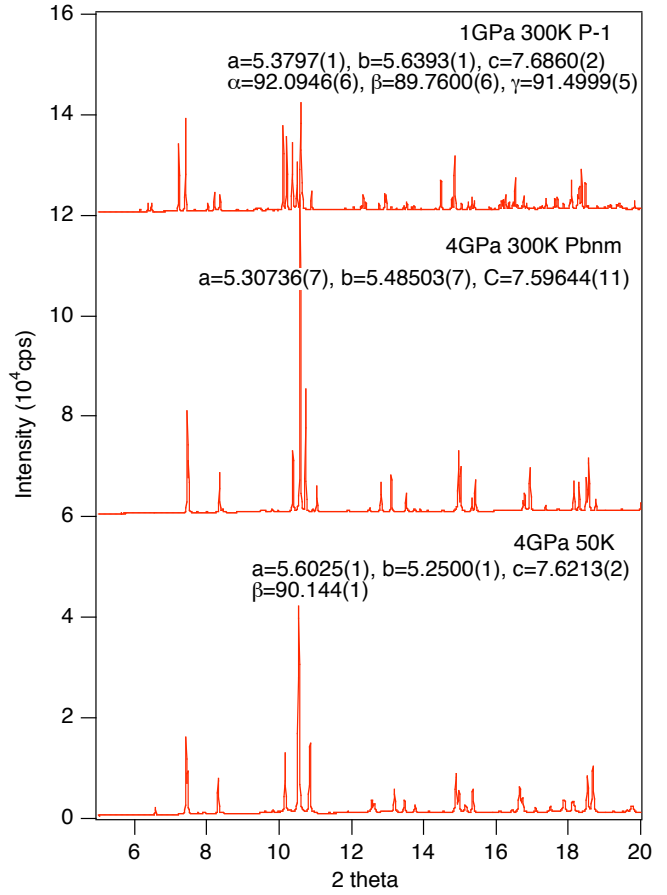 16
1GPa 300K P-1
a=5.3797(1), b=5.6393(1), c=7.6860(2)
α=92.0946(6), β=89.7600(6), γ=91.4999(5)
14
12
4GPa 300K Pbnm
a=5.30736(7), b=5.48503(7), C=7.59644(11)
10
Intensity (10⁴cps)
8
6
4GPa 50K
a=5.6025(1), b=5.2500(1), c=7.6213(2)
β=90.144(1)
4
2
0
6 8 10 12 14 16 18 20
2 theta